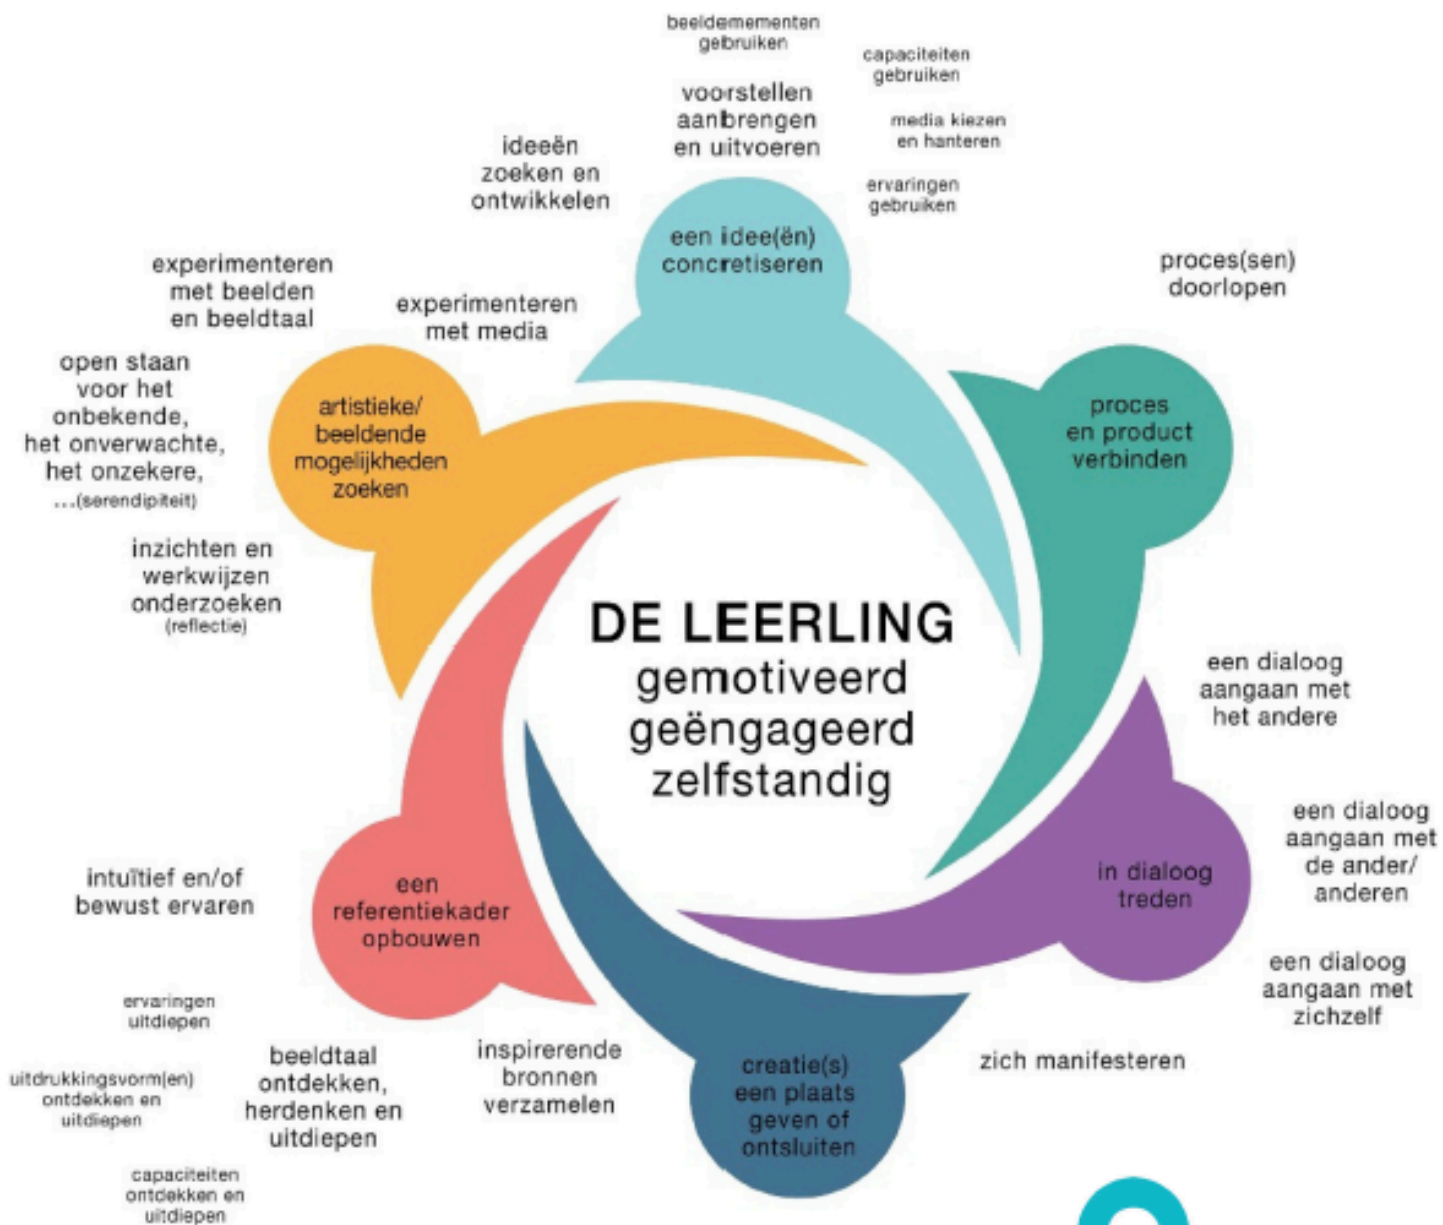 beeldemementen
gebruiken
capaciteiten
gebruiken
voorstellen
aanbrengen
en uitvoeren
media kiezen
en hanteren
ideeën
zoeken en
ontwikkelen
ervaringen
gebruiken
een idee(ën)
concretiseren
proces(sen)
doorlopen
experimenteren
met beelden
en beeldtaal
experimenteren
met media
open staan
voor het
onbekende,
het onverwachte,
het onzekere,
...(serendipiteit)
artistieke/
beeldende
mogelijkheden
zoeken
proces
en product
verbinden
inzichten en
werkwijzen
onderzoeken
(reflectie)
DE LEERLING
gemotiveerd
geëngageerd
zelfstandig
een dialoog
aangaan met
het andere
een dialoog
aangaan met
de ander/
anderen
in dialoog
treden
intuïtief en/of
bewust ervaren
een
referentiekader
opbouwen
een dialoog
aangaan met
zichzelf
ervaringen
uitdiepen
uitdrukkingsvorm(en)
ontdekken en
uitdiepen
beeldtaal
ontdekken,
herdenken en
uitdiepen
inspirerende
bronnen
verzamelen
creatie(s)
een plaats
geven of
ontsluiten
zich manifesteren
capaciteiten
ontdekken en
uitdiepen